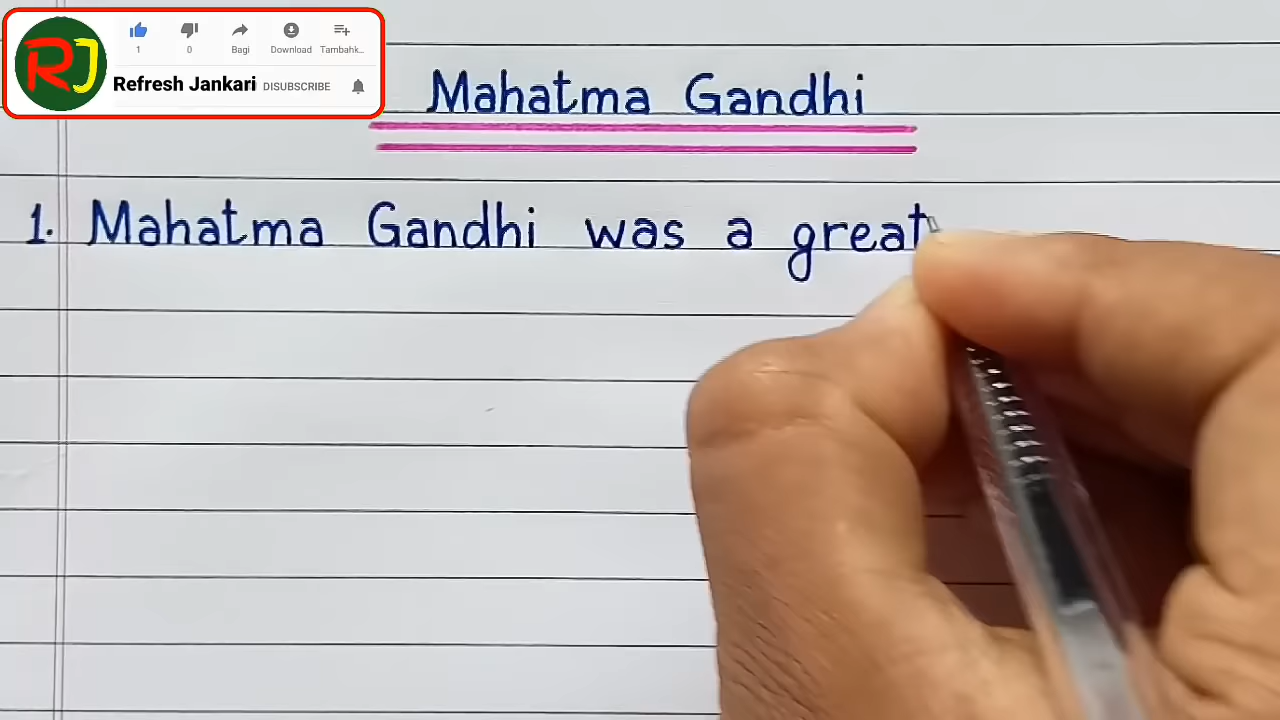 1 0 Bagi Download Tambahk...
RJ Refresh Jankari DISUBSCRIBE
Mahatma Gandhi
1. Mahatma Gandhi was a great